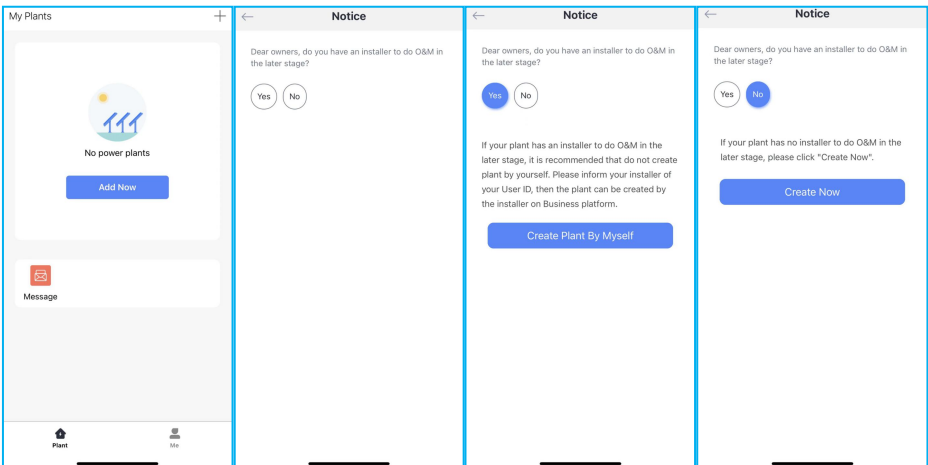 My Plants
No power plants
Add Now
Message
Plant
Me
Notice
Dear owners, do you have an installer to do O&M in
the later stage?
Yes
No
Notice
Dear owners, do you have an installer to do O&M in
the later stage?
Yes
No
If your plant has an installer to do O&M in the
later stage, it is recommended that do not create
plant by yourself. Please inform your installer of
your User ID, then the plant can be created by
the installer on Business platform.
Create Plant By Myself
Notice
Dear owners, do you have an installer to do O&M in
the later stage?
Yes
No
If your plant has no installer to do O&M in the
later stage, please click "Create Now".
Create Now